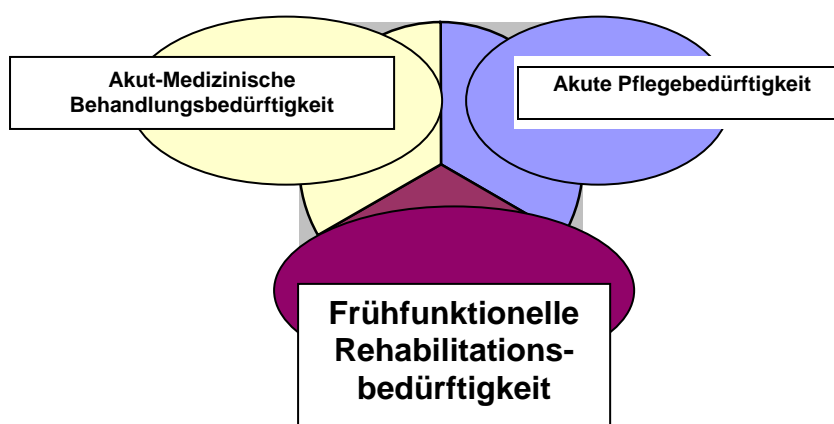 Akut-Medizinische
Behandlungsbedürftigkeit
Akute Pflegebedürftigkeit
Frühfunktionelle
Rehabilitations-
bedürftigkeit